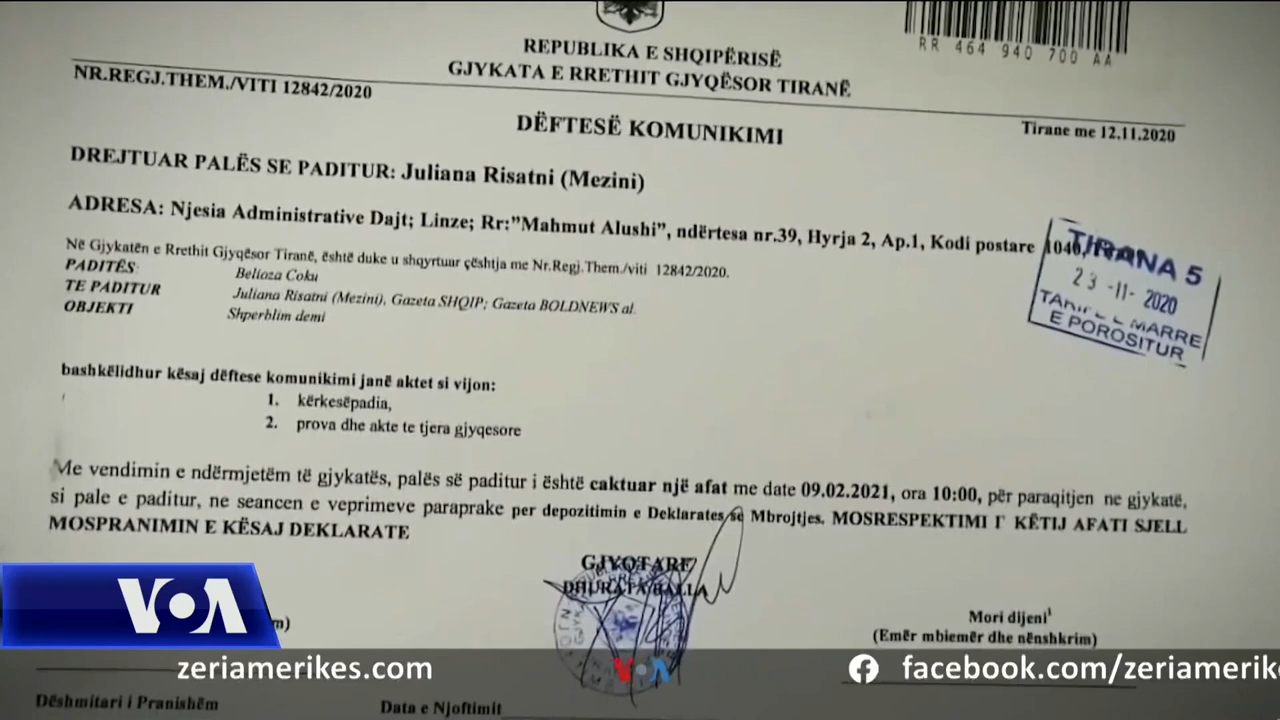 RR 464 940 700 AA
REPUBLIKA E SHQIPËRISË
GJYKATA E RRETHIT GJYQËSOR TIRANË
NR.REGJ.THEM./VITI 12842/2020
Tirane me 12.11.2020
DËFTESË KOMUNIKIMI
DREJTUAR PALËS SE PADITUR: Juliana Risatni (Mezini)
ADRESA: Njesia Administrative Dajt; Linze; Rr:"Mahmut Alushi", ndërtesa nr.39, Hyrja 2, Ap.1, Kodi postare 1040,
TIRANA 5
23 -11- 2020
MARRE
E POROSITUR
Në Gjykatën e Rrethit Gjyqësor Tiranë, është duke u shqyrtuar çështja me Nr.Regj.Them./viti 12842/2020.
PADITËS: Belioza Coku
TE PADITUR Juliana Risatni (Mezini), Gazeta SHQIP; Gazeta BOLDNEWS al.
OBJEKTI Shperblim demi
bashkëlidhur kësaj dëftese komunikimi janë aktet si vijon:
1. kërkesëpadia,
2. prova dhe akte te tjera gjyqesore
Me vendimin e ndërmjetëm të gjykatës, palës së paditur i është caktuar një afat me date 09.02.2021, ora 10:00, për paraqitjen ne gjykatë,
si pale e paditur, ne seancen e veprimeve paraprake per depozitimin e Deklarates se Mbrojtjes. MOSRESPEKTIMI I KËTIJ AFATI SJELL
MOSPRANIMIN E KËSAJ DEKLARATE
GJYQTARE
DHURATA BALLA
Mori dijeni¹
(Emër mbiemër dhe nënshkrim)
VOA
zeriamerikes.com
VOA
facebook.com/zeriamerike
Dëshmitari i Pranishëm
Data e Njoftimit